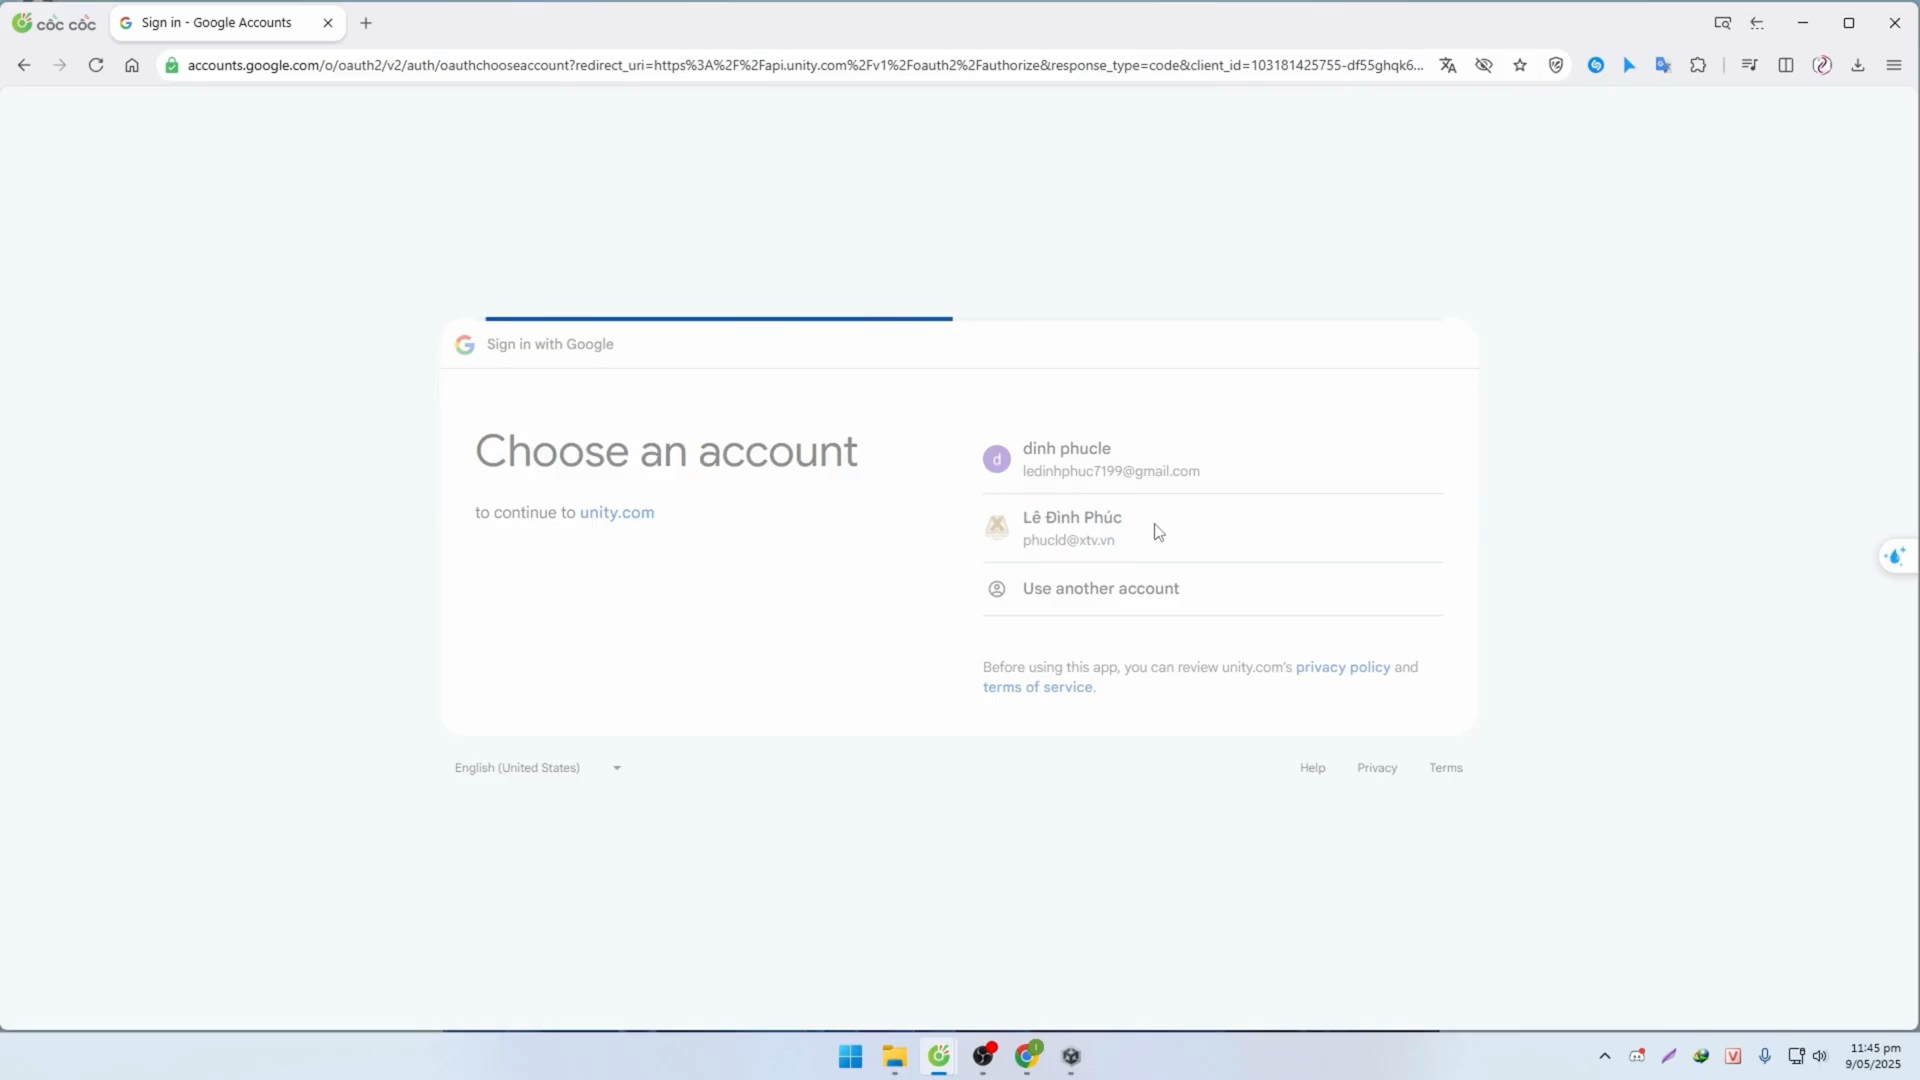 cốc cốc
Sign in - Google Accounts
accounts.google.com/o/oauth2/v2/auth/oauthchooseaccount?redirect_uri=https%3A%2F%2Fapi.unity.com%2Fv1%2Foauth2%2Fauthorize&response_type=code&client_id=103181425755-df55ghqk6...
Sign in with Google
Choose an account
to continue to unity.com
d
dinh phucle
ledinhphuc7199@gmail.com
Lê Đình Phúc
phucld@xtv.vn
Use another account
Before using this app, you can review unity.com's privacy policy and
terms of service.
English (United States)
Help
Privacy
Terms
11:45 pm
9/05/2025